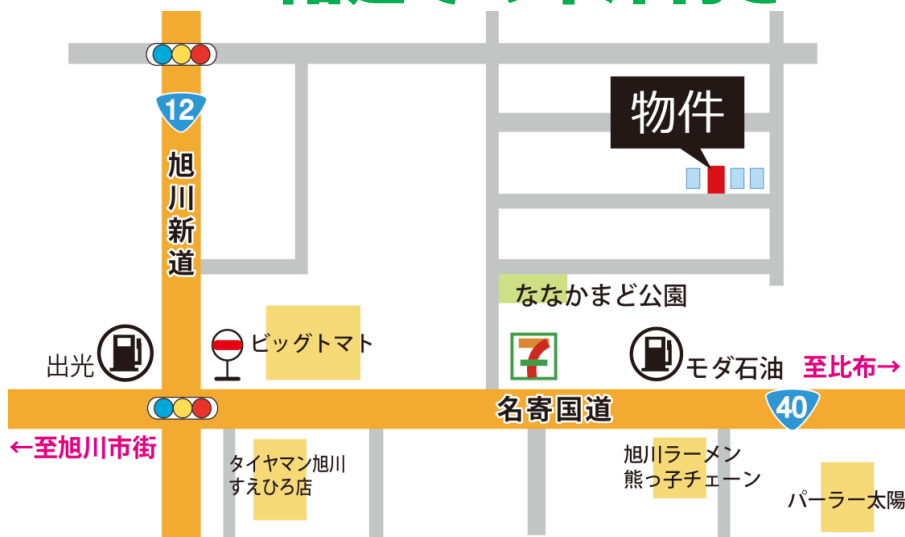 12
物件
旭川新道
ななかまど公園
ビッグトマト
出光
7
モダ石油
至比布→
名寄国道
40
←至旭川市街
タイヤマン旭川
すえひろ店
旭川ラーメン
熊っ子チェーン
パーラー太陽